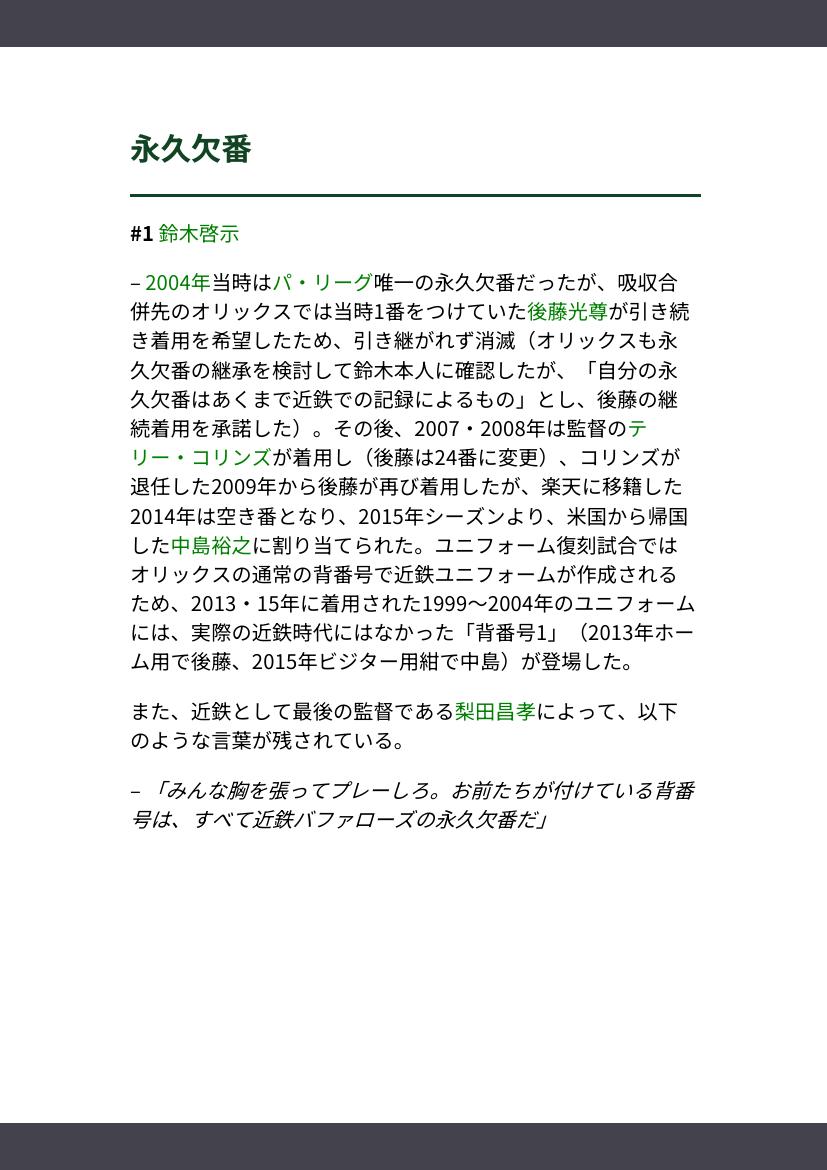 永久欠番
#1 鈴木啓示
– 2004年当時はパ・リーグ唯一の永久欠番だったが、吸収合
併先のオリックスでは当時1番をつけていた後藤光尊が引き続
き着用を希望したため、引き継がれず消滅（オリックスも永
久欠番の継承を検討して鈴木本人に確認したが、「自分の永
久欠番はあくまで近鉄での記録によるもの」とし、後藤の継
続着用を承諾した）。その後、2007・2008年は監督のテ
リー・コリンズが着用し（後藤は24番に変更）、コリンズが
退任した2009年から後藤が再び着用したが、楽天に移籍した
2014年は空き番となり、2015年シーズンより、米国から帰国
した中島裕之に割り当てられた。ユニフォーム復刻試合では
オリックスの通常の背番号で近鉄ユニフォームが作成される
ため、2013・15年に着用された1999〜2004年のユニフォーム
には、実際の近鉄時代にはなかった「背番号1」（2013年ホー
ム用で後藤、2015年ビジター用紺で中島）が登場した。
また、近鉄として最後の監督である梨田昌孝によって、以下
のような言葉が残されている。
– 「みんな胸を張ってプレーしろ。お前たちが付けている背番
号は、すべて近鉄バファローズの永久欠番だ」